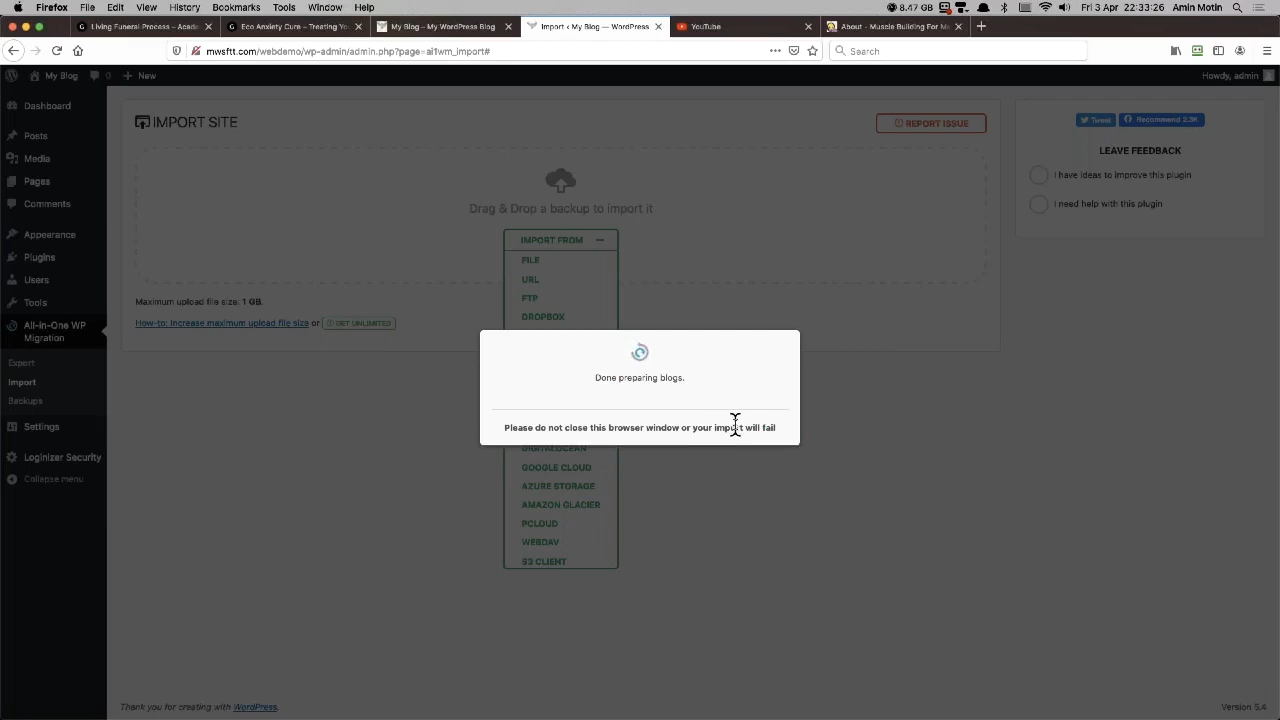 Firefox File Edit View History Bookmarks Tools Window Help 8.47 GB Fri 3 Apr 21:33:26 Amin Motin
Living Funeral Process – Acade
Eco Anxiety Cure – Treating Yo
My Blog – My WordPress Blog
Import ‹ My Blog — WordPress
YouTube
About - Muscle Building For Me
mwsftt.com/webdemo/wp-admin/admin.php?page=ai1wm_import#
Search
My Blog 0 New
Howdy, admin
Dashboard
Posts
Media
Pages
Comments
Appearance
Plugins
Users
Tools
All-in-One WP
Migration
Export
Import
Backups
Settings
Loginizer Security
Collapse menu
IMPORT SITE
REPORT ISSUE
Drag & Drop a backup to import it
IMPORT FROM
FILE
URL
FTP
DROPBOX
Done preparing blogs.
Please do not close this browser window or your import will fail
DIGITALOCEAN
GOOGLE CLOUD
AZURE STORAGE
AMAZON GLACIER
PCLOUD
WEBDAV
S3 CLIENT
Maximum upload file size: 1 GB.
How-to: Increase maximum upload file size or GET UNLIMITED
Tweet
Recommend 2.3K
LEAVE FEEDBACK
I have ideas to improve this plugin
I need help with this plugin
Thank you for creating with WordPress.
Version 5.4